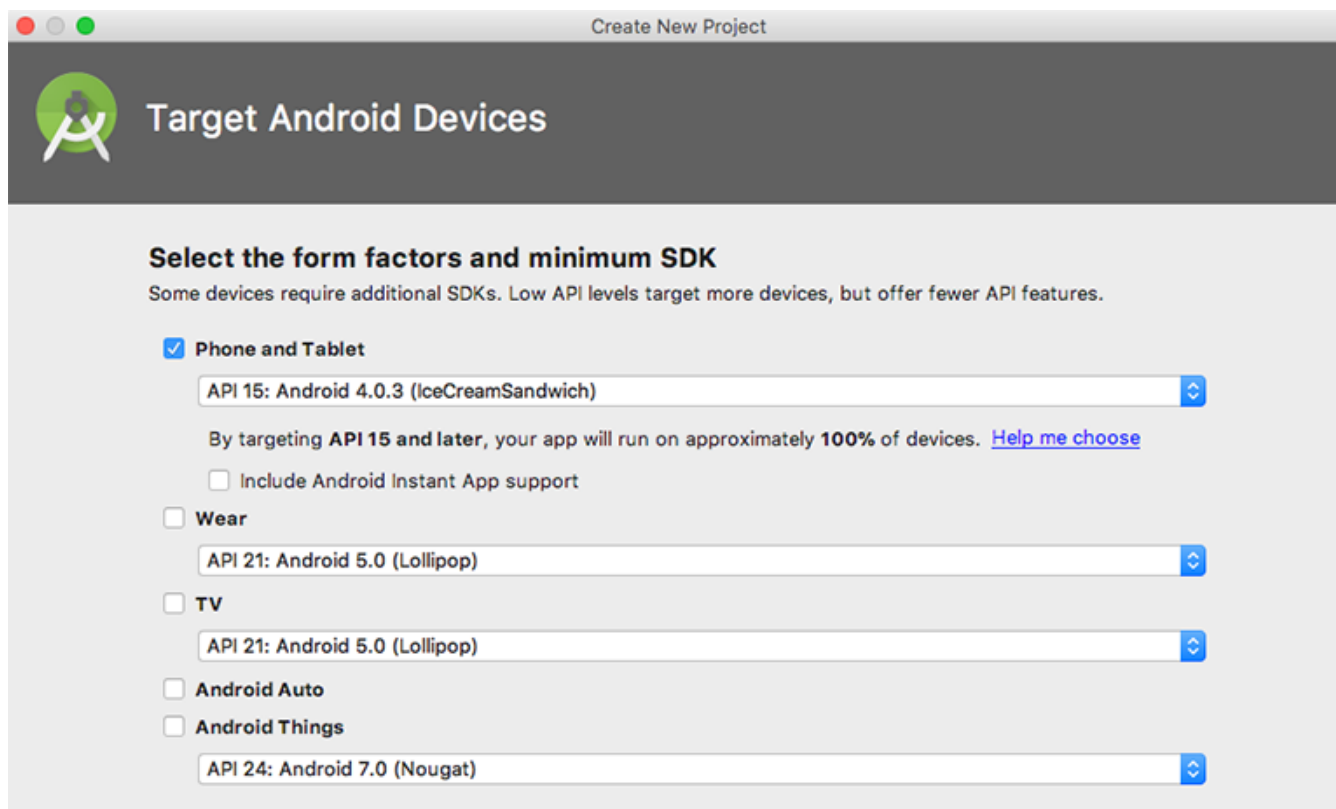 Create New Project
Target Android Devices
Select the form factors and minimum SDK
Some devices require additional SDKs. Low API levels target more devices, but offer fewer API features.
Phone and Tablet
API 15: Android 4.0.3 (IceCreamSandwich)
By targeting API 15 and later, your app will run on approximately 100% of devices. Help me choose
Include Android Instant App support
Wear
API 21: Android 5.0 (Lollipop)
TV
API 21: Android 5.0 (Lollipop)
Android Auto
Android Things
API 24: Android 7.0 (Nougat)